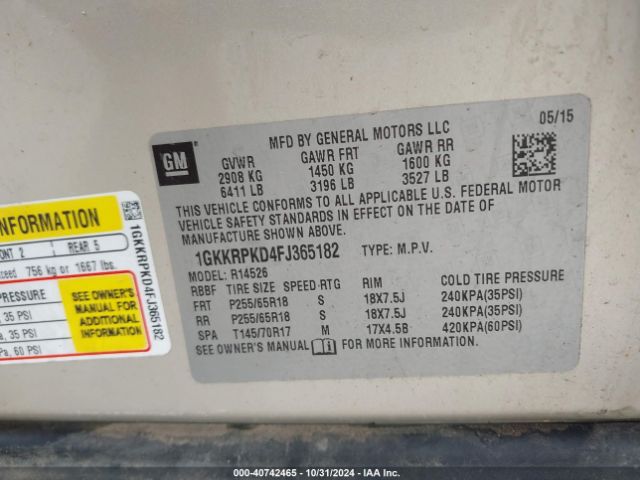 GM
MFD BY GENERAL MOTORS LLC
05/15
GVWR GAWR FRT GAWR RR
2908 KG 1450 KG 1600 KG
6411 LB 3196 LB 3527 LB
THIS VEHICLE CONFORMS TO ALL APPLICABLE U.S. FEDERAL MOTOR
VEHICLE SAFETY STANDARDS IN EFFECT ON THE DATE OF
MANUFACTURE SHOWN ABOVE.
1GKKRPKD4FJ365182 TYPE: M.P.V.
MODEL: R14526
RBBF TIRE SIZE SPEED RTG RIM COLD TIRE PRESSURE
FRT P255/65R18 S 18X7.5J 240KPA(35PSI)
RR P255/65R18 S 18X7.5J 240KPA(35PSI)
SPA T145/70R17 M 17X4.5B 420KPA(60PSI)
SEE OWNER'S MANUAL FOR MORE INFORMATION.
INFORMATION
ONT 2 REAR 5
ceed 756 kg or 1667 lbs.
PRESSURE
, 35 PSI
a, 35 PSI
Pa, 60 PSI
SEE OWNER'S
MANUAL FOR
ADDITIONAL
INFORMATION
1GKKRPKD4FJ365182
000-40742465 - 10/31/2024 - IAA Inc.